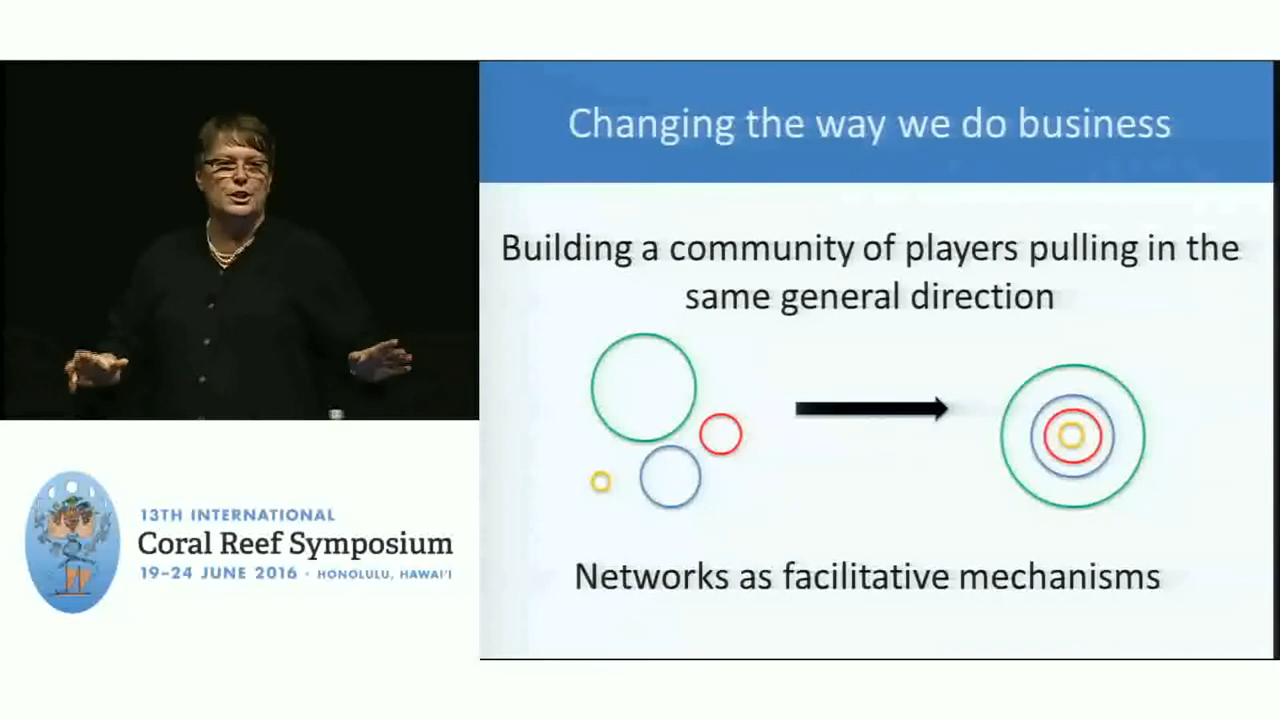 Changing the way we do business
Building a community of players pulling in the
same general direction
Networks as facilitative mechanisms
13TH INTERNATIONAL
Coral Reef Symposium
19–24 JUNE 2016 · HONOLULU, HAWAI'I